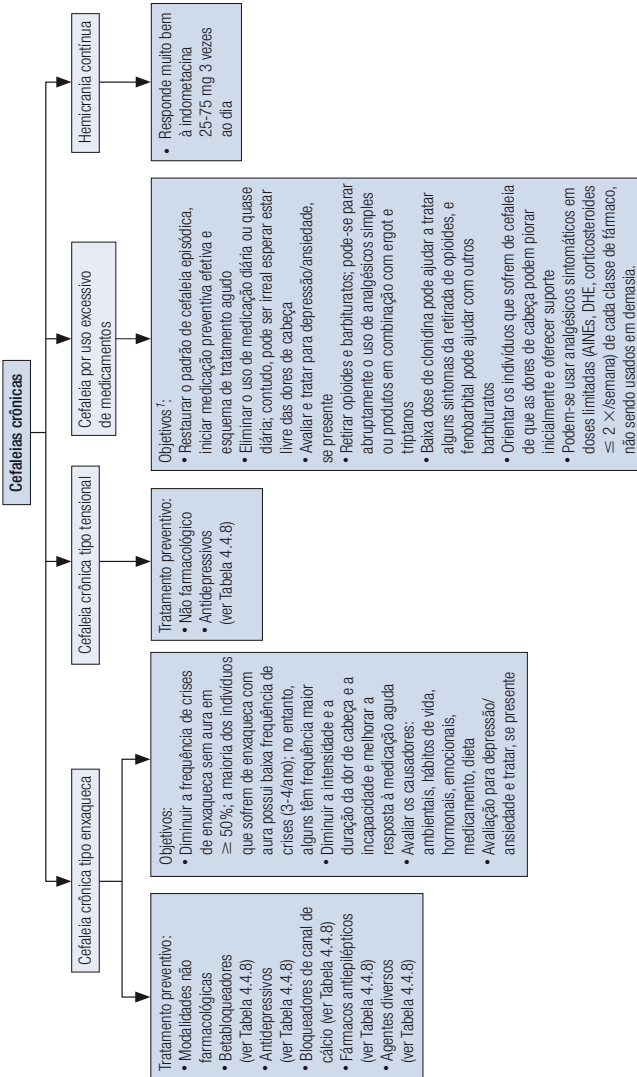 Cefaleias crônicas
Cefaleia crônica tipo enxaqueca
Tratamento preventivo:
• Modalidades não
farmacológicas
• Betabloqueadores
(ver Tabela 4.4.8)
• Antidepressivos
(ver Tabela 4.4.8)
• Bloqueadores de canal de
cálcio (ver Tabela 4.4.8)
• Fármacos antiepilépticos
(ver Tabela 4.4.8)
• Agentes diversos
(ver Tabela 4.4.8)
Objetivos:
• Diminuir a frequência de crises
de enxaqueca sem aura em
≥ 50%; a maioria dos indivíduos
que sofrem de enxaqueca com
aura possui baixa frequência de
crises (3-4/ano); no entanto,
alguns têm frequência maior
• Diminuir a intensidade e a
duração da dor de cabeça e a
incapacidade e melhorar a
resposta à medicação aguda
• Avaliar os causadores:
ambientais, hábitos de vida,
hormonais, emocionais,
medicamento, dieta
• Avaliação para depressão/
ansiedade e tratar, se presente
Cefaleia crônica tipo tensional
Tratamento preventivo:
• Não farmacológico
• Antidepressivos
(ver Tabela 4.4.8)
Cefaleia por uso excessivo
de medicamentos
Objetivos¹:
• Restaurar o padrão de cefaleia episódica,
iniciar medicação preventiva efetiva e
esquema de tratamento agudo
• Eliminar o uso de medicação diária ou quase
diária; contudo, pode ser irreal esperar estar
livre das dores de cabeça
• Avaliar e tratar para depressão/ansiedade,
se presente
• Retirar opioides e barbituratos; pode-se parar
abruptamente o uso de analgésicos simples
ou produtos em combinação com ergot e
triptanos
• Baixa dose de clonidina pode ajudar a tratar
alguns sintomas da retirada de opioides, e
fenobarbital pode ajudar com outros
barbituratos
• Orientar os indivíduos que sofrem de cefaleia
de que as dores de cabeça podem piorar
inicialmente e oferecer suporte
• Podem-se usar analgésicos sintomáticos em
doses limitadas (AINEs, DHE, corticosteroides
≤ 2 ×/semana) de cada classe de fármaco,
não sendo usados em demasia.
Hemicrania contínua
• Responde muito bem
à indometacina
25-75 mg 3 vezes
ao dia